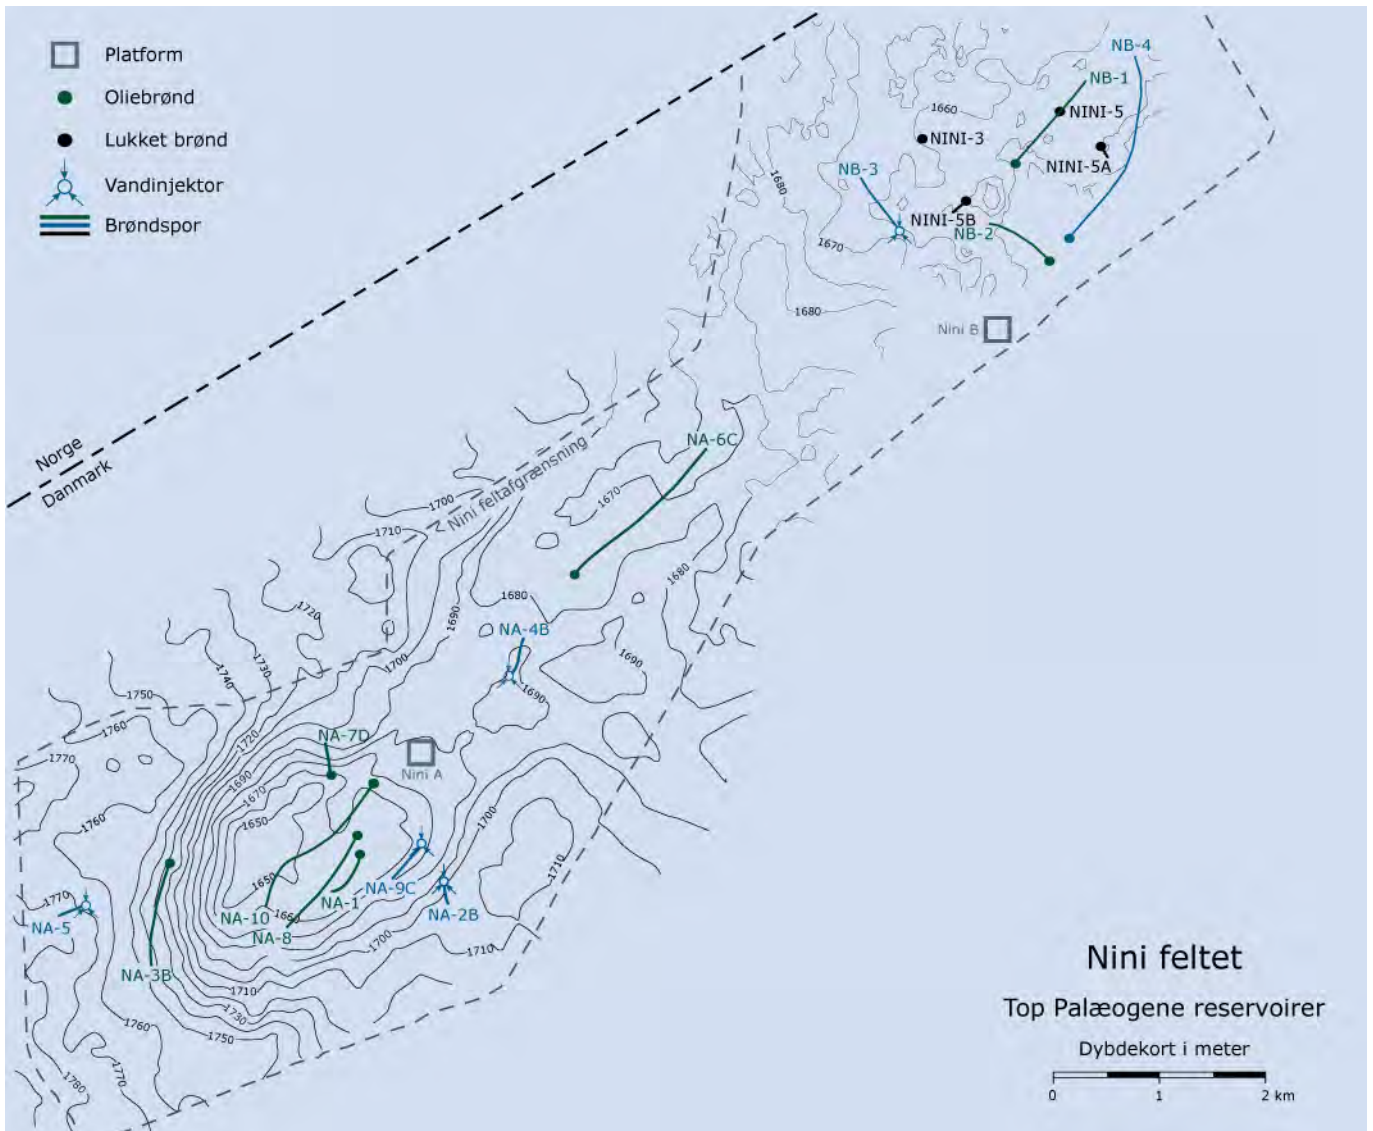 Platform
Oliebrønd
Lukket brønd
Vandinjektor
Brøndspor
NB-4
NB-1
1660
NINI-5
NINI-3
NINI-5A
NB-3
1680
NINI-5B
NB-2
1670
1680
Nini B
Norge
Danmark
NA-6C
Nini feltafgrænsning
1670
1700
1710
1680
1680
1720
1690
NA-4B
1690
1700
1730
1740
1690
1750
1760
NA-7D
1720
1770
Nini A
1690
1670
1650
1700
1760
1710
1650
NA-9C
1770
NA-1
NA-10
1660
NA-2B
NA-5
NA-8
1700
1710
NA-3B
Nini feltet
1710
Top Palæogene reservoirer
1730
1760
1750
Dybdekort i meter
1770
1780
0 1 2 km